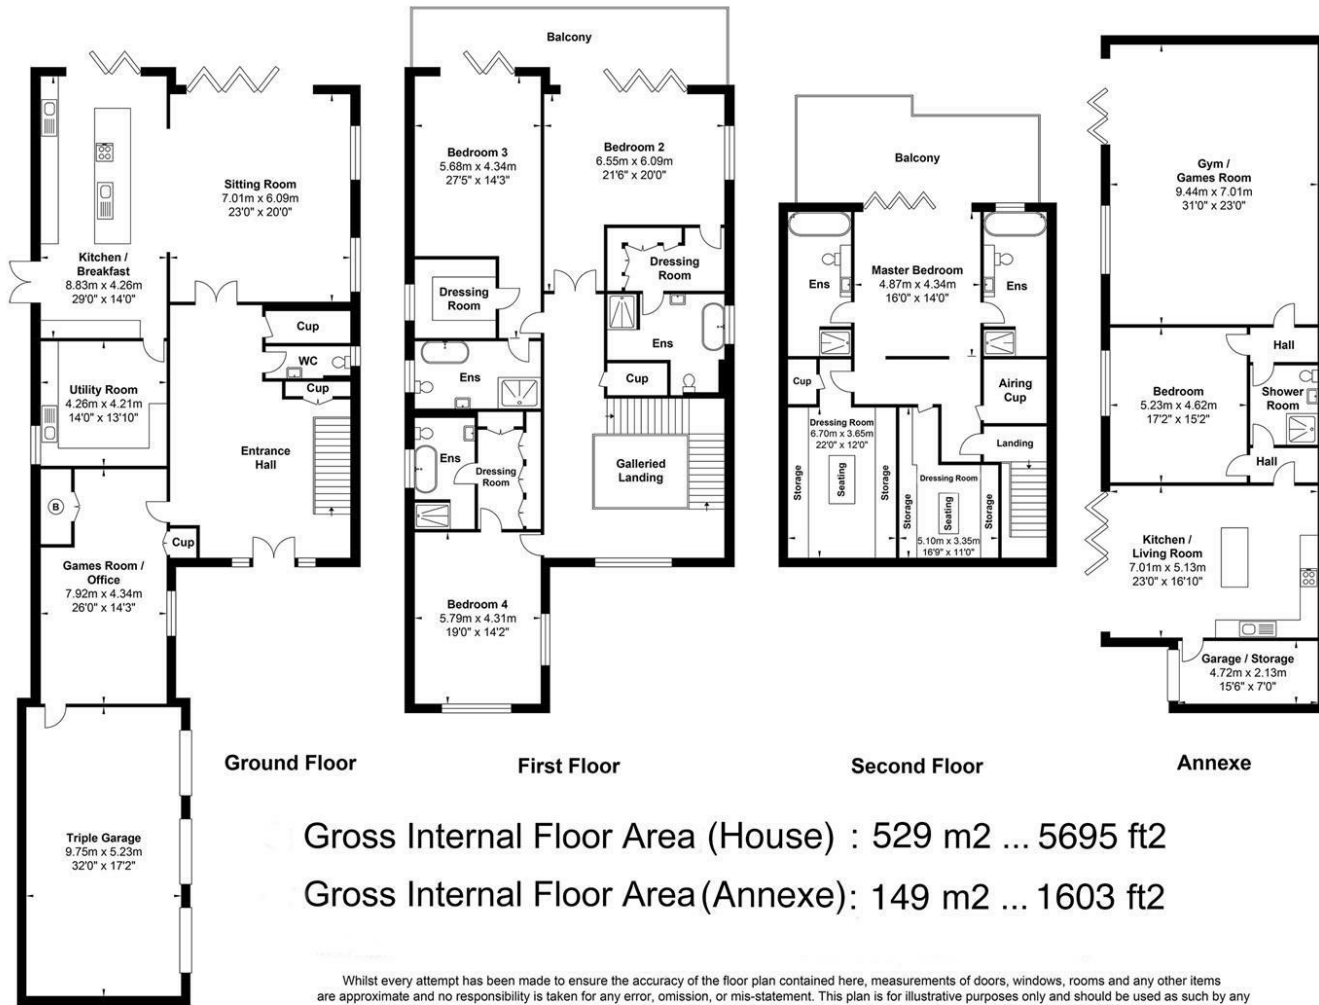 Balcony
Bedroom 3
5.68m x 4.34m
27'5" x 14'3"
Bedroom 2
6.55m x 6.09m
21'6" x 20'0"
Sitting Room
7.01m x 6.09m
23'0" x 20'0"
Kitchen /
Breakfast
8.83m x 4.26m
29'0" x 14'0"
Cup
WC
Cup
Utility Room
4.26m x 4.21m
14'0" x 13'10"
Entrance
Hall
B
Cup
Games Room /
Office
7.92m x 4.34m
26'0" x 14'3"
Triple Garage
9.75m x 5.23m
32'0" x 17'2"
Ground Floor
Dressing
Room
Dressing
Room
Ens
Ens
Cup
Ens
Dressing
Room
Galleried
Landing
Bedroom 4
5.79m x 4.31m
19'0" x 14'2"
First Floor
Balcony
Ens
Master Bedroom
4.87m x 4.34m
16'0" x 14'0"
Ens
Cup
Airing
Cup
Dressing Room
6.70m x 3.65m
22'0" x 12'0"
Landing
Storage
Seating
Storage
Dressing Room
Storage
Seating
Storage
5.10m x 3.35m
16'9" x 11'0"
Second Floor
Gym /
Games Room
9.44m x 7.01m
31'0" x 23'0"
Hall
Bedroom
5.23m x 4.62m
17'2" x 15'2"
Shower
Room
Hall
Kitchen /
Living Room
7.01m x 5.13m
23'0" x 16'10"
Garage / Storage
4.72m x 2.13m
15'6" x 7'0"
Annexe
Gross Internal Floor Area (House) : 529 m2 ... 5695 ft2
Gross Internal Floor Area (Annexe): 149 m2 ... 1603 ft2
Whilst every attempt has been made to ensure the accuracy of the floor plan contained here, measurements of doors, windows, rooms and any other items
are approximate and no responsibility is taken for any error, omission, or mis-statement. This plan is for illustrative purposes only and should be used as such by any